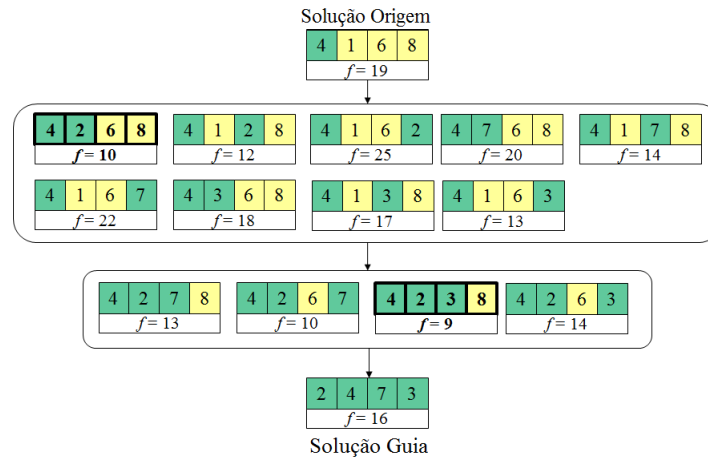 Solução Origem
4 1 6 8
f = 19
4 2 6 8 4 1 2 8 4 1 6 2 4 7 6 8 4 1 7 8
f = 10 f = 12 f = 25 f = 20 f = 14
4 1 6 7 4 3 6 8 4 1 3 8 4 1 6 3
f = 22 f = 18 f = 17 f = 13
4 2 7 8 4 2 6 7 4 2 3 8 4 2 6 3
f = 13 f = 10 f = 9 f = 14
2 4 7 3
f = 16
Solução Guia